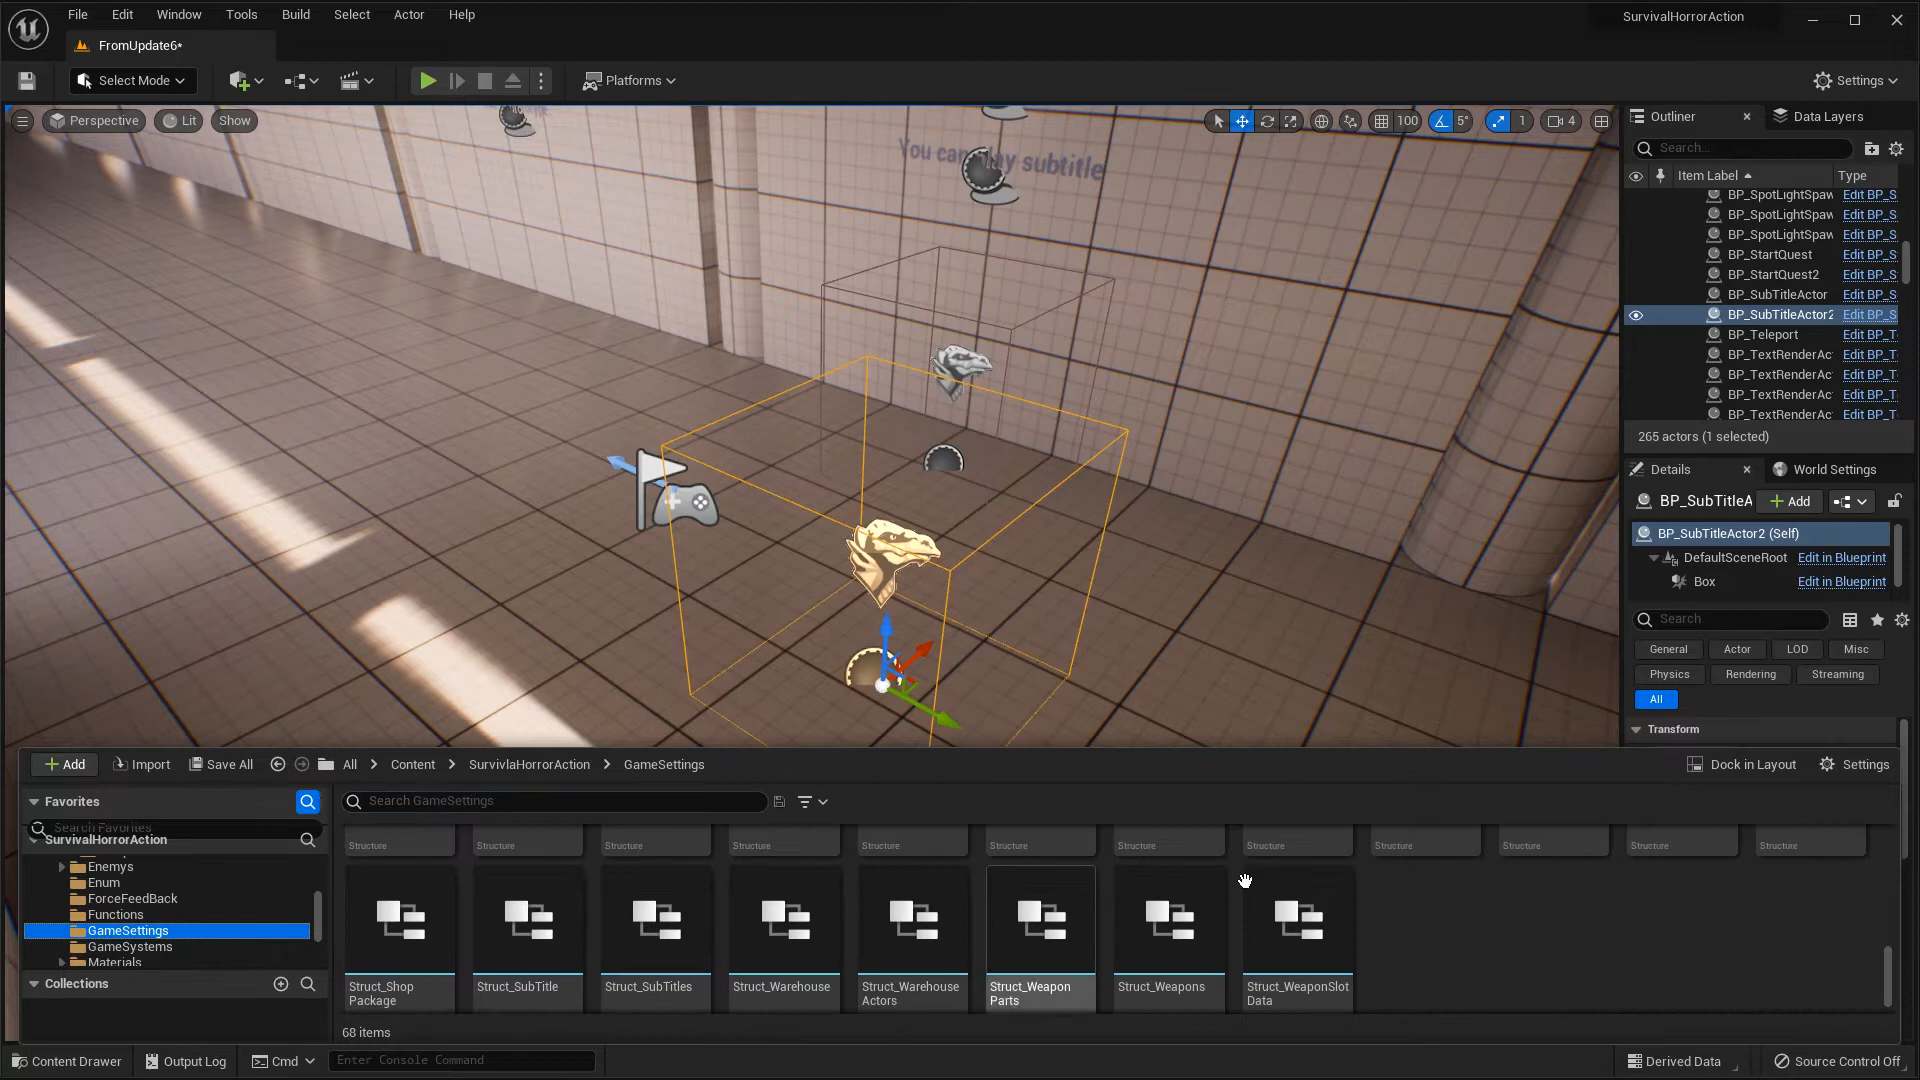 File Edit Window Tools Build Select Actor Help
SurvivalHorrorAction
FromUpdate6*
Select Mode
Platforms
Settings
Perspective
Lit
Show
100
5°
1
4
You can play subtitle
Outliner
Data Layers
Search...
Item Label
Type
BP_SpotLightSpaw Edit BP_S
BP_SpotLightSpaw Edit BP_S
BP_SpotLightSpaw Edit BP_S
BP_StartQuest Edit BP_S
BP_StartQuest2 Edit BP_S
BP_SubTitleActor Edit BP_S
BP_SubTitleActor2 Edit BP_S
BP_Teleport Edit BP_T
BP_TextRenderAc Edit BP_T
BP_TextRenderAc Edit BP_T
BP_TextRenderAc Edit BP_T
BP_TextRenderAc Edit BP_T
265 actors (1 selected)
Details
World Settings
BP_SubTitleA
Add
BP_SubTitleActor2 (Self)
DefaultSceneRoot Edit in Blueprint
Box Edit in Blueprint
Search
General Actor LOD Misc
Physics Rendering Streaming
All
Transform
Add
Import
Save All
All
Content
SurvivlaHorrorAction
GameSettings
Dock in Layout
Settings
Favorites
Search Favorites
SurvivalHorrorAction
Enemys
Enum
ForceFeedBack
Functions
GameSettings
GameSystems
Materials
Collections
Search GameSettings
Structure Structure Structure Structure Structure Structure Structure Structure Structure Structure Structure Structure
Struct_Shop
Package
Struct_SubTitle
Struct_SubTitles
Struct_Warehouse
Struct_Warehouse
Actors
Struct_Weapon
Parts
Struct_Weapons
Struct_WeaponSlot
Data
68 items
Content Drawer
Output Log
Cmd
Enter Console Command
Derived Data
Source Control Off